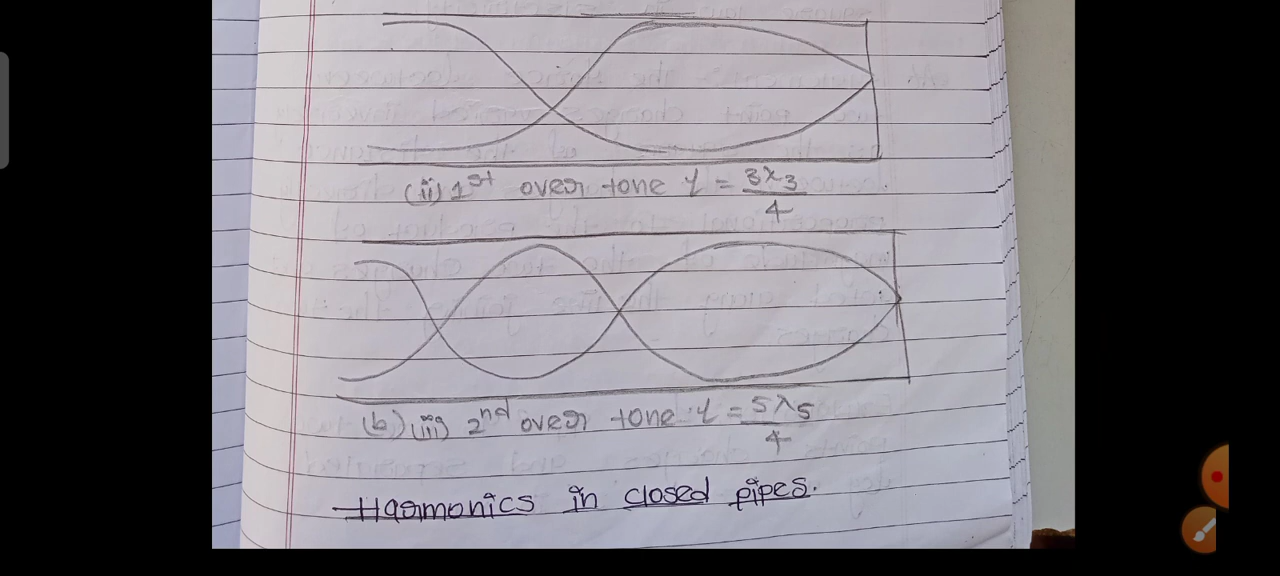 (ii) 1st over tone l = 3λ3/4
(b) (iii) 2nd over tone l = 5λ5/4
Harmonics in closed pipes.